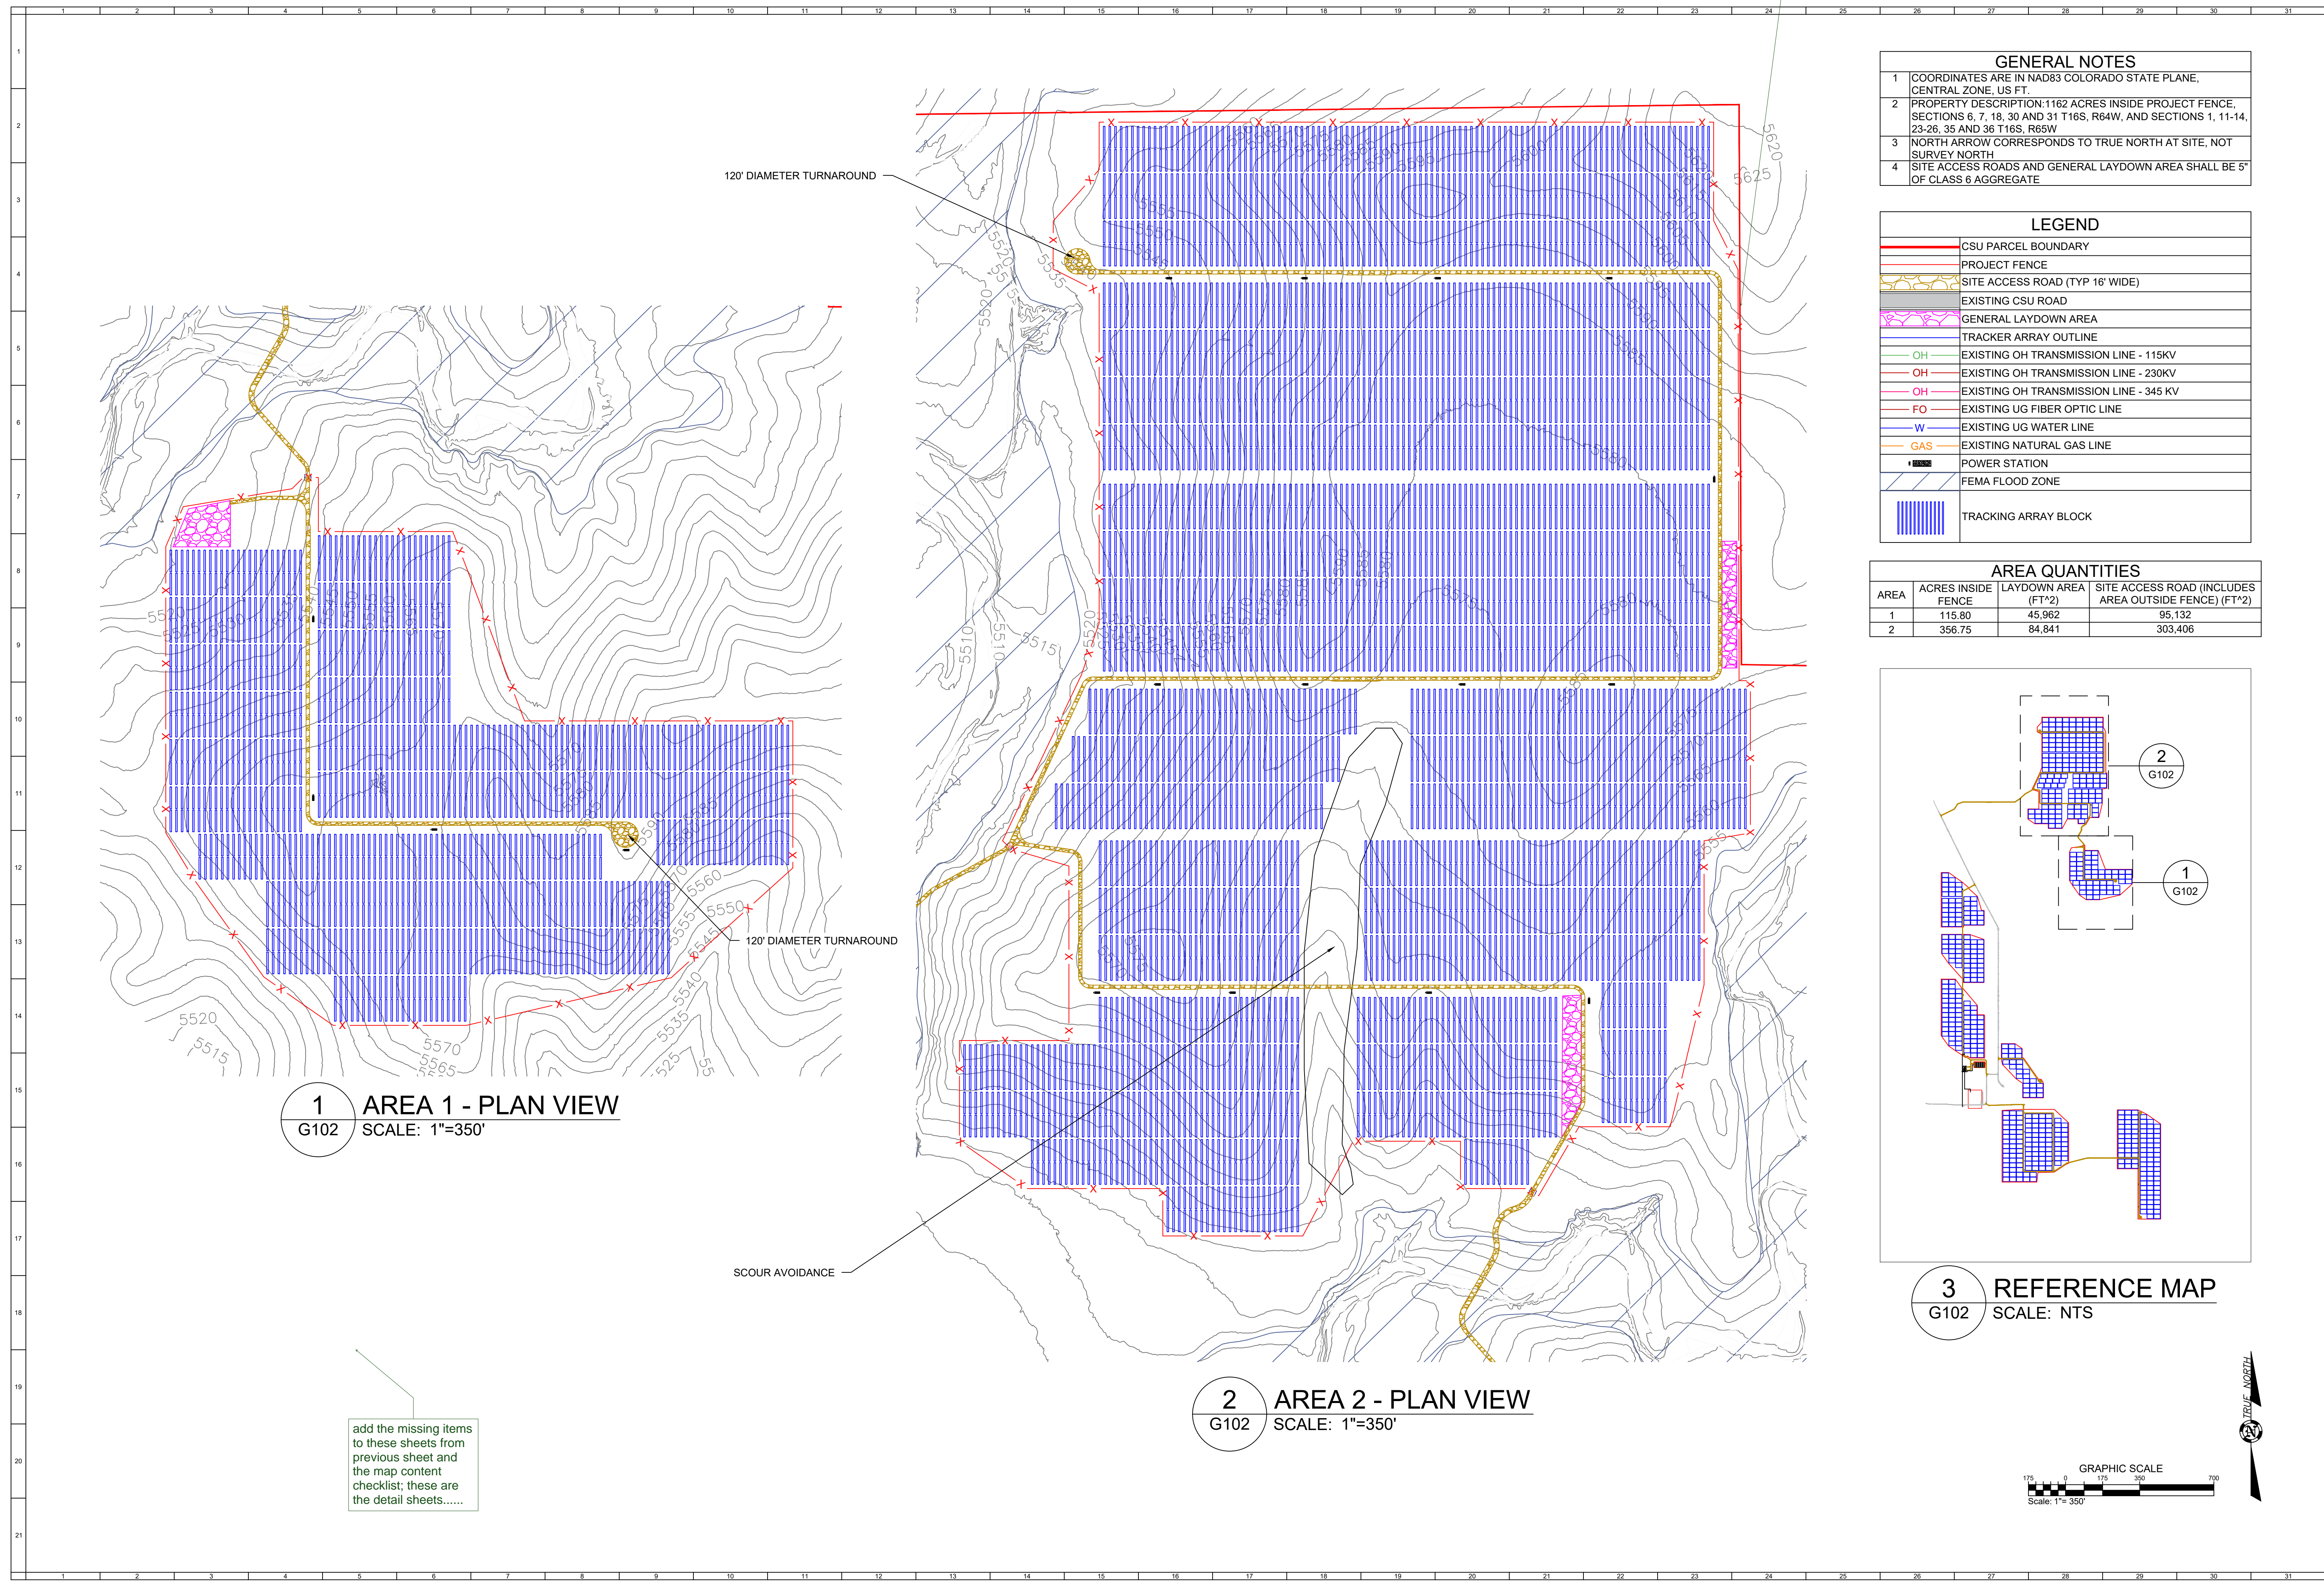 GENERAL NOTES
1 COORDINATES ARE IN NAD83 COLORADO STATE PLANE,
CENTRAL ZONE, US FT.
2 PROPERTY DESCRIPTION:1162 ACRES INSIDE PROJECT FENCE,
SECTIONS 6, 7, 18, 30 AND 31 T16S, R64W, AND SECTIONS 1, 11-14,
23-26, 35 AND 36 T16S, R65W
3 NORTH ARROW CORRESPONDS TO TRUE NORTH AT SITE, NOT
SURVEY NORTH
4 SITE ACCESS ROADS AND GENERAL LAYDOWN AREA SHALL BE 5"
OF CLASS 6 AGGREGATE
LEGEND
CSU PARCEL BOUNDARY
PROJECT FENCE
SITE ACCESS ROAD (TYP 16' WIDE)
EXISTING CSU ROAD
GENERAL LAYDOWN AREA
TRACKER ARRAY OUTLINE
OH EXISTING OH TRANSMISSION LINE - 115KV
OH EXISTING OH TRANSMISSION LINE - 230KV
OH EXISTING OH TRANSMISSION LINE - 345 KV
FO EXISTING UG FIBER OPTIC LINE
W EXISTING UG WATER LINE
GAS EXISTING NATURAL GAS LINE
POWER STATION
FEMA FLOOD ZONE
TRACKING ARRAY BLOCK
AREA QUANTITIES
AREA ACRES INSIDE FENCE LAYDOWN AREA (FT^2) SITE ACCESS ROAD (INCLUDES AREA OUTSIDE FENCE) (FT^2)
1 115.80 45,962 95,132
2 356.75 84,841 303,406
2
G102
1
G102
3 REFERENCE MAP
G102 SCALE: NTS
TRUE NORTH
N
GRAPHIC SCALE
175 0 175 350 700
Scale: 1"= 350'
120' DIAMETER TURNAROUND
120' DIAMETER TURNAROUND
SCOUR AVOIDANCE
1 AREA 1 - PLAN VIEW
G102 SCALE: 1"=350'
2 AREA 2 - PLAN VIEW
G102 SCALE: 1"=350'
add the missing items
to these sheets from
previous sheet and
the map content
checklist; these are
the detail sheets......
5620
5625
5520
5515
5570
5565
5550
5560
5540
5535
5510
5515